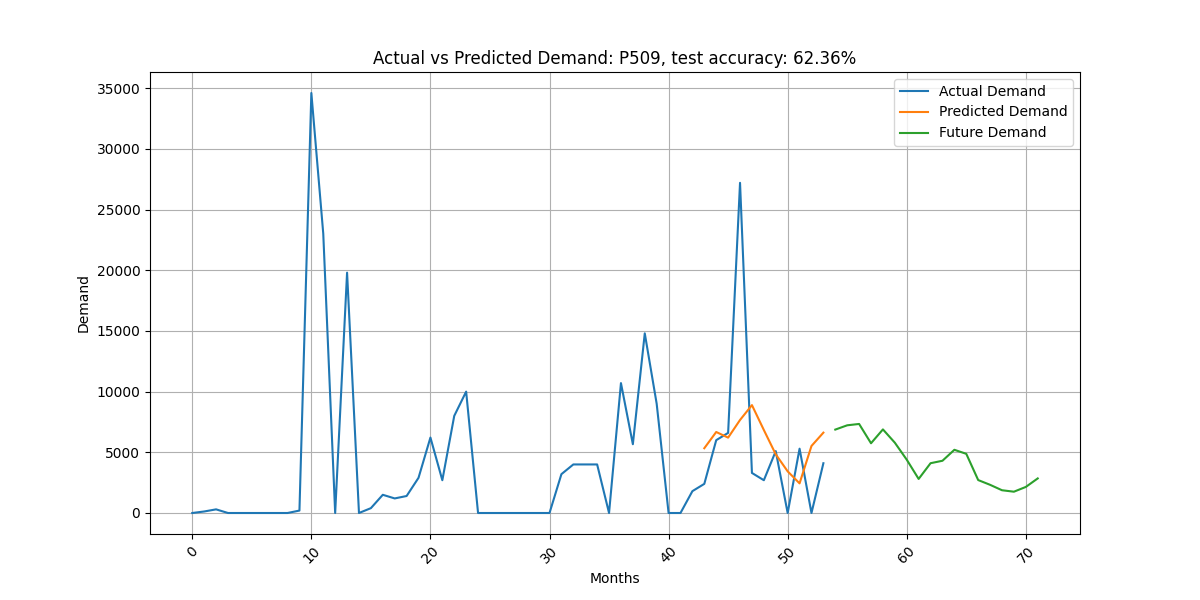 Actual vs Predicted Demand: P509, test accuracy: 62.36%
Actual Demand
Predicted Demand
Future Demand
35000
30000
25000
20000
15000
10000
5000
0
Demand
0
10
20
30
40
50
60
70
Months